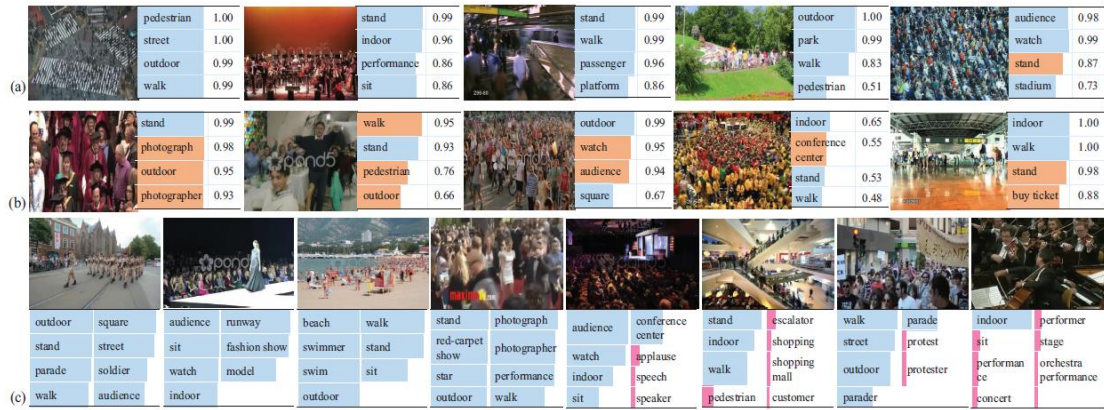 pedestrian 1.00
street 1.00
outdoor 0.99
walk 0.99
stand 0.99
indoor 0.96
performance 0.86
sit 0.86
stand 0.99
walk 0.99
passenger 0.96
platform 0.86
outdoor 1.00
park 0.99
walk 0.83
pedestrian 0.51
audience 0.98
watch 0.99
stand 0.87
stadium 0.73
(a)
stand 0.99
photograph 0.98
outdoor 0.95
photographer 0.93
pond5
walk 0.95
stand 0.93
pedestrian 0.76
outdoor 0.66
outdoor 0.99
watch 0.95
audience 0.94
square 0.67
indoor 0.65
conference 0.55
center
stand 0.53
walk 0.48
indoor 1.00
walk 1.00
stand 0.98
buy ticket 0.88
(b)
pond5
outdoor square
stand street
parade soldier
walk audience
audience runway
sit fashion show
watch model
indoor
beach walk
swimmer stand
swim sit
outdoor
stand photograph
red-carpet
show photographer
star performance
outdoor walk
audience conference
center
watch applause
indoor speech
sit speaker
stand escalator
indoor shopping
walk shopping
mall
pedestrian customer
walk parade
street protest
outdoor protester
parader
indoor performer
sit stage
performan
ce
orchestra
performance
concert
(c)